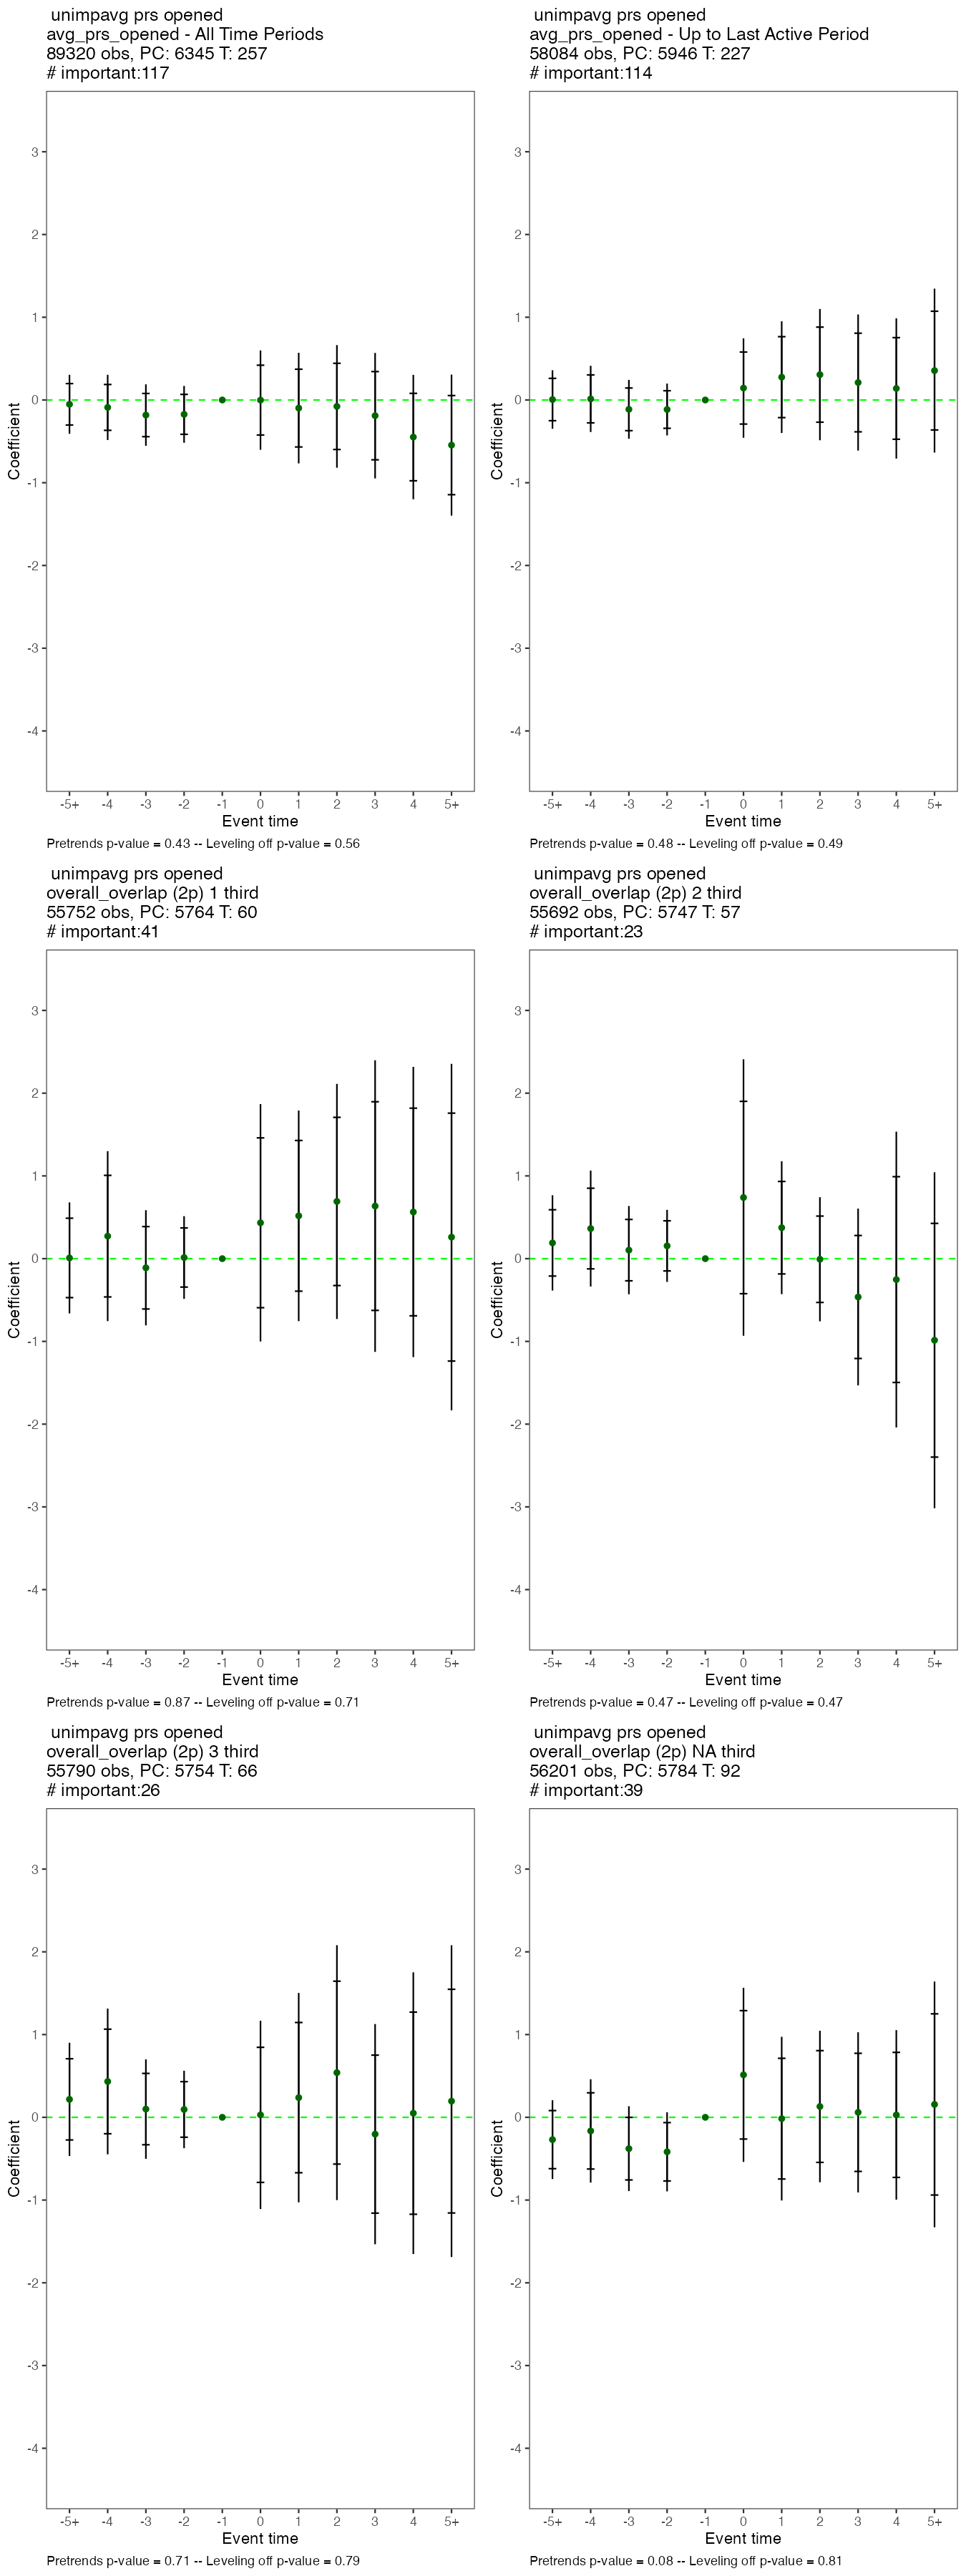 unimpavg prs opened
avg_prs_opened - All Time Periods
89320 obs, PC: 6345 T: 257
# important:117
3
2
1
0
-1
-2
-3
-4
Coefficient
-5+ -4 -3 -2 -1 0 1 2 3 4 5+
Event time
Pretrends p-value = 0.43 -- Leveling off p-value = 0.56
unimpavg prs opened
avg_prs_opened - Up to Last Active Period
58084 obs, PC: 5946 T: 227
# important:114
3
2
1
0
-1
-2
-3
-4
Coefficient
-5+ -4 -3 -2 -1 0 1 2 3 4 5+
Event time
Pretrends p-value = 0.48 -- Leveling off p-value = 0.49
unimpavg prs opened
overall_overlap (2p) 1 third
55752 obs, PC: 5764 T: 60
# important:41
3
2
1
0
-1
-2
-3
-4
Coefficient
-5+ -4 -3 -2 -1 0 1 2 3 4 5+
Event time
Pretrends p-value = 0.87 -- Leveling off p-value = 0.71
unimpavg prs opened
overall_overlap (2p) 2 third
55692 obs, PC: 5747 T: 57
# important:23
3
2
1
0
-1
-2
-3
-4
Coefficient
-5+ -4 -3 -2 -1 0 1 2 3 4 5+
Event time
Pretrends p-value = 0.47 -- Leveling off p-value = 0.47
unimpavg prs opened
overall_overlap (2p) 3 third
55790 obs, PC: 5754 T: 66
# important:26
3
2
1
0
-1
-2
-3
-4
Coefficient
-5+ -4 -3 -2 -1 0 1 2 3 4 5+
Event time
Pretrends p-value = 0.71 -- Leveling off p-value = 0.79
unimpavg prs opened
overall_overlap (2p) NA third
56201 obs, PC: 5784 T: 92
# important:39
3
2
1
0
-1
-2
-3
-4
Coefficient
-5+ -4 -3 -2 -1 0 1 2 3 4 5+
Event time
Pretrends p-value = 0.08 -- Leveling off p-value = 0.81